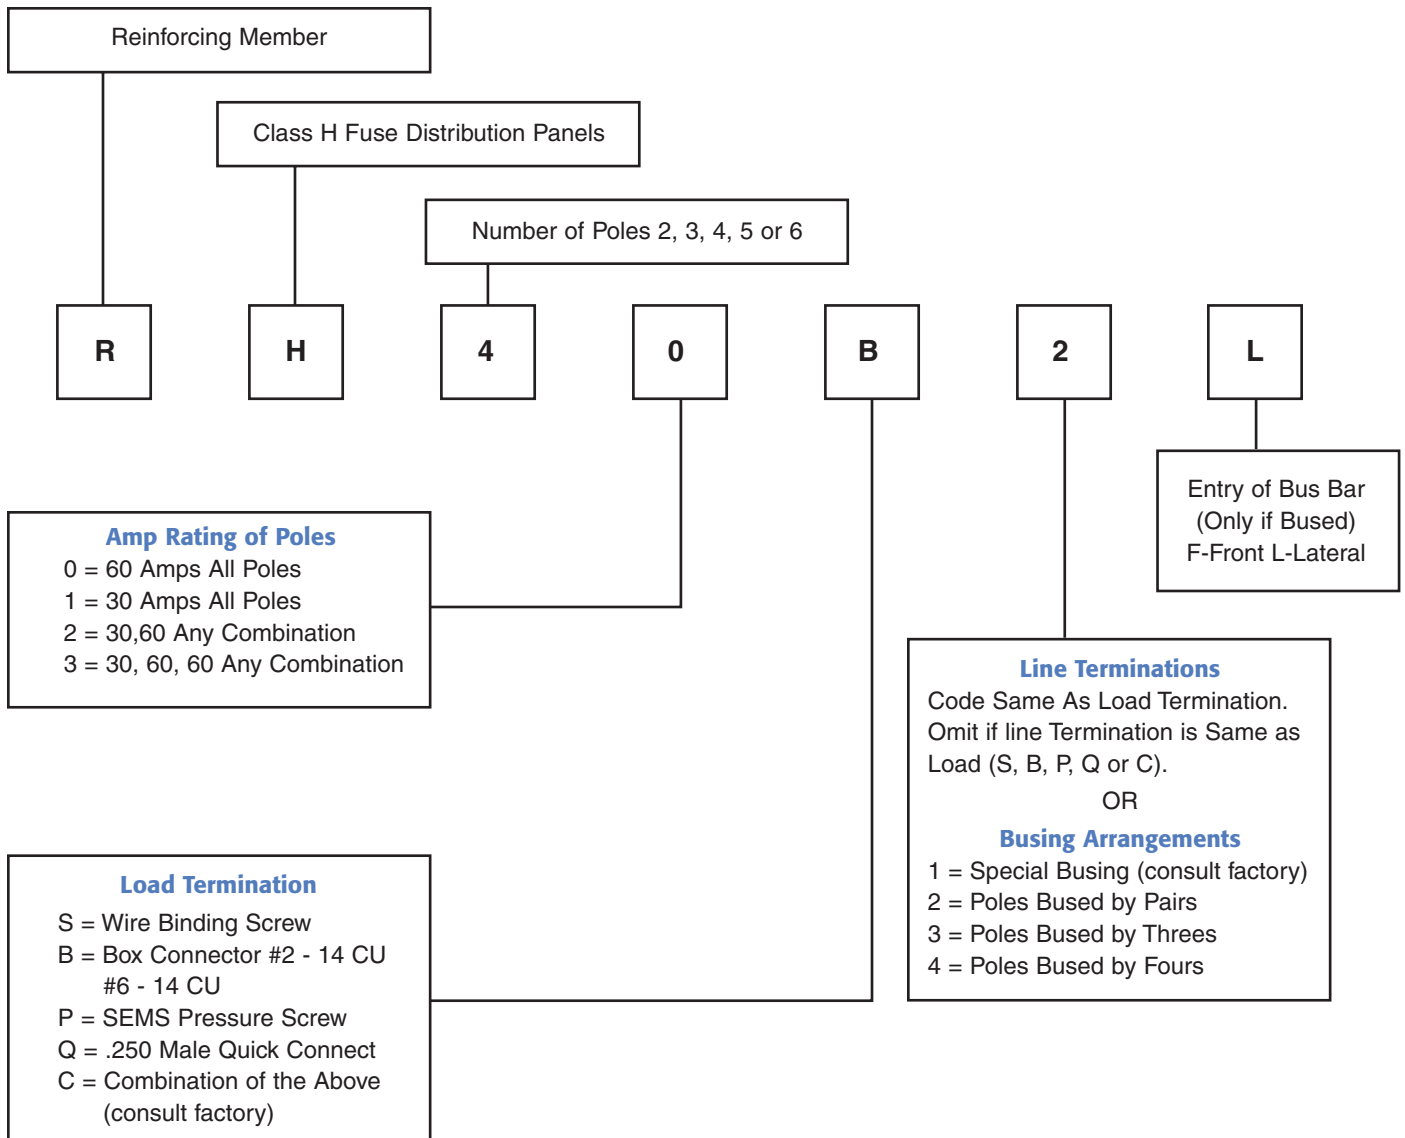 Reinforcing Member
Class H Fuse Distribution Panels
Number of Poles 2, 3, 4, 5 or 6
R H 4 0 B 2 L
Entry of Bus Bar
(Only if Bused)
F-Front L-Lateral
Amp Rating of Poles
0 = 60 Amps All Poles
1 = 30 Amps All Poles
2 = 30,60 Any Combination
3 = 30, 60, 60 Any Combination
Line Terminations
Code Same As Load Termination.
Omit if line Termination is Same as
Load (S, B, P, Q or C).
OR
Busing Arrangements
1 = Special Busing (consult factory)
2 = Poles Bused by Pairs
3 = Poles Bused by Threes
4 = Poles Bused by Fours
Load Termination
S = Wire Binding Screw
B = Box Connector #2 - 14 CU
#6 - 14 CU
P = SEMS Pressure Screw
Q = .250 Male Quick Connect
C = Combination of the Above
(consult factory)